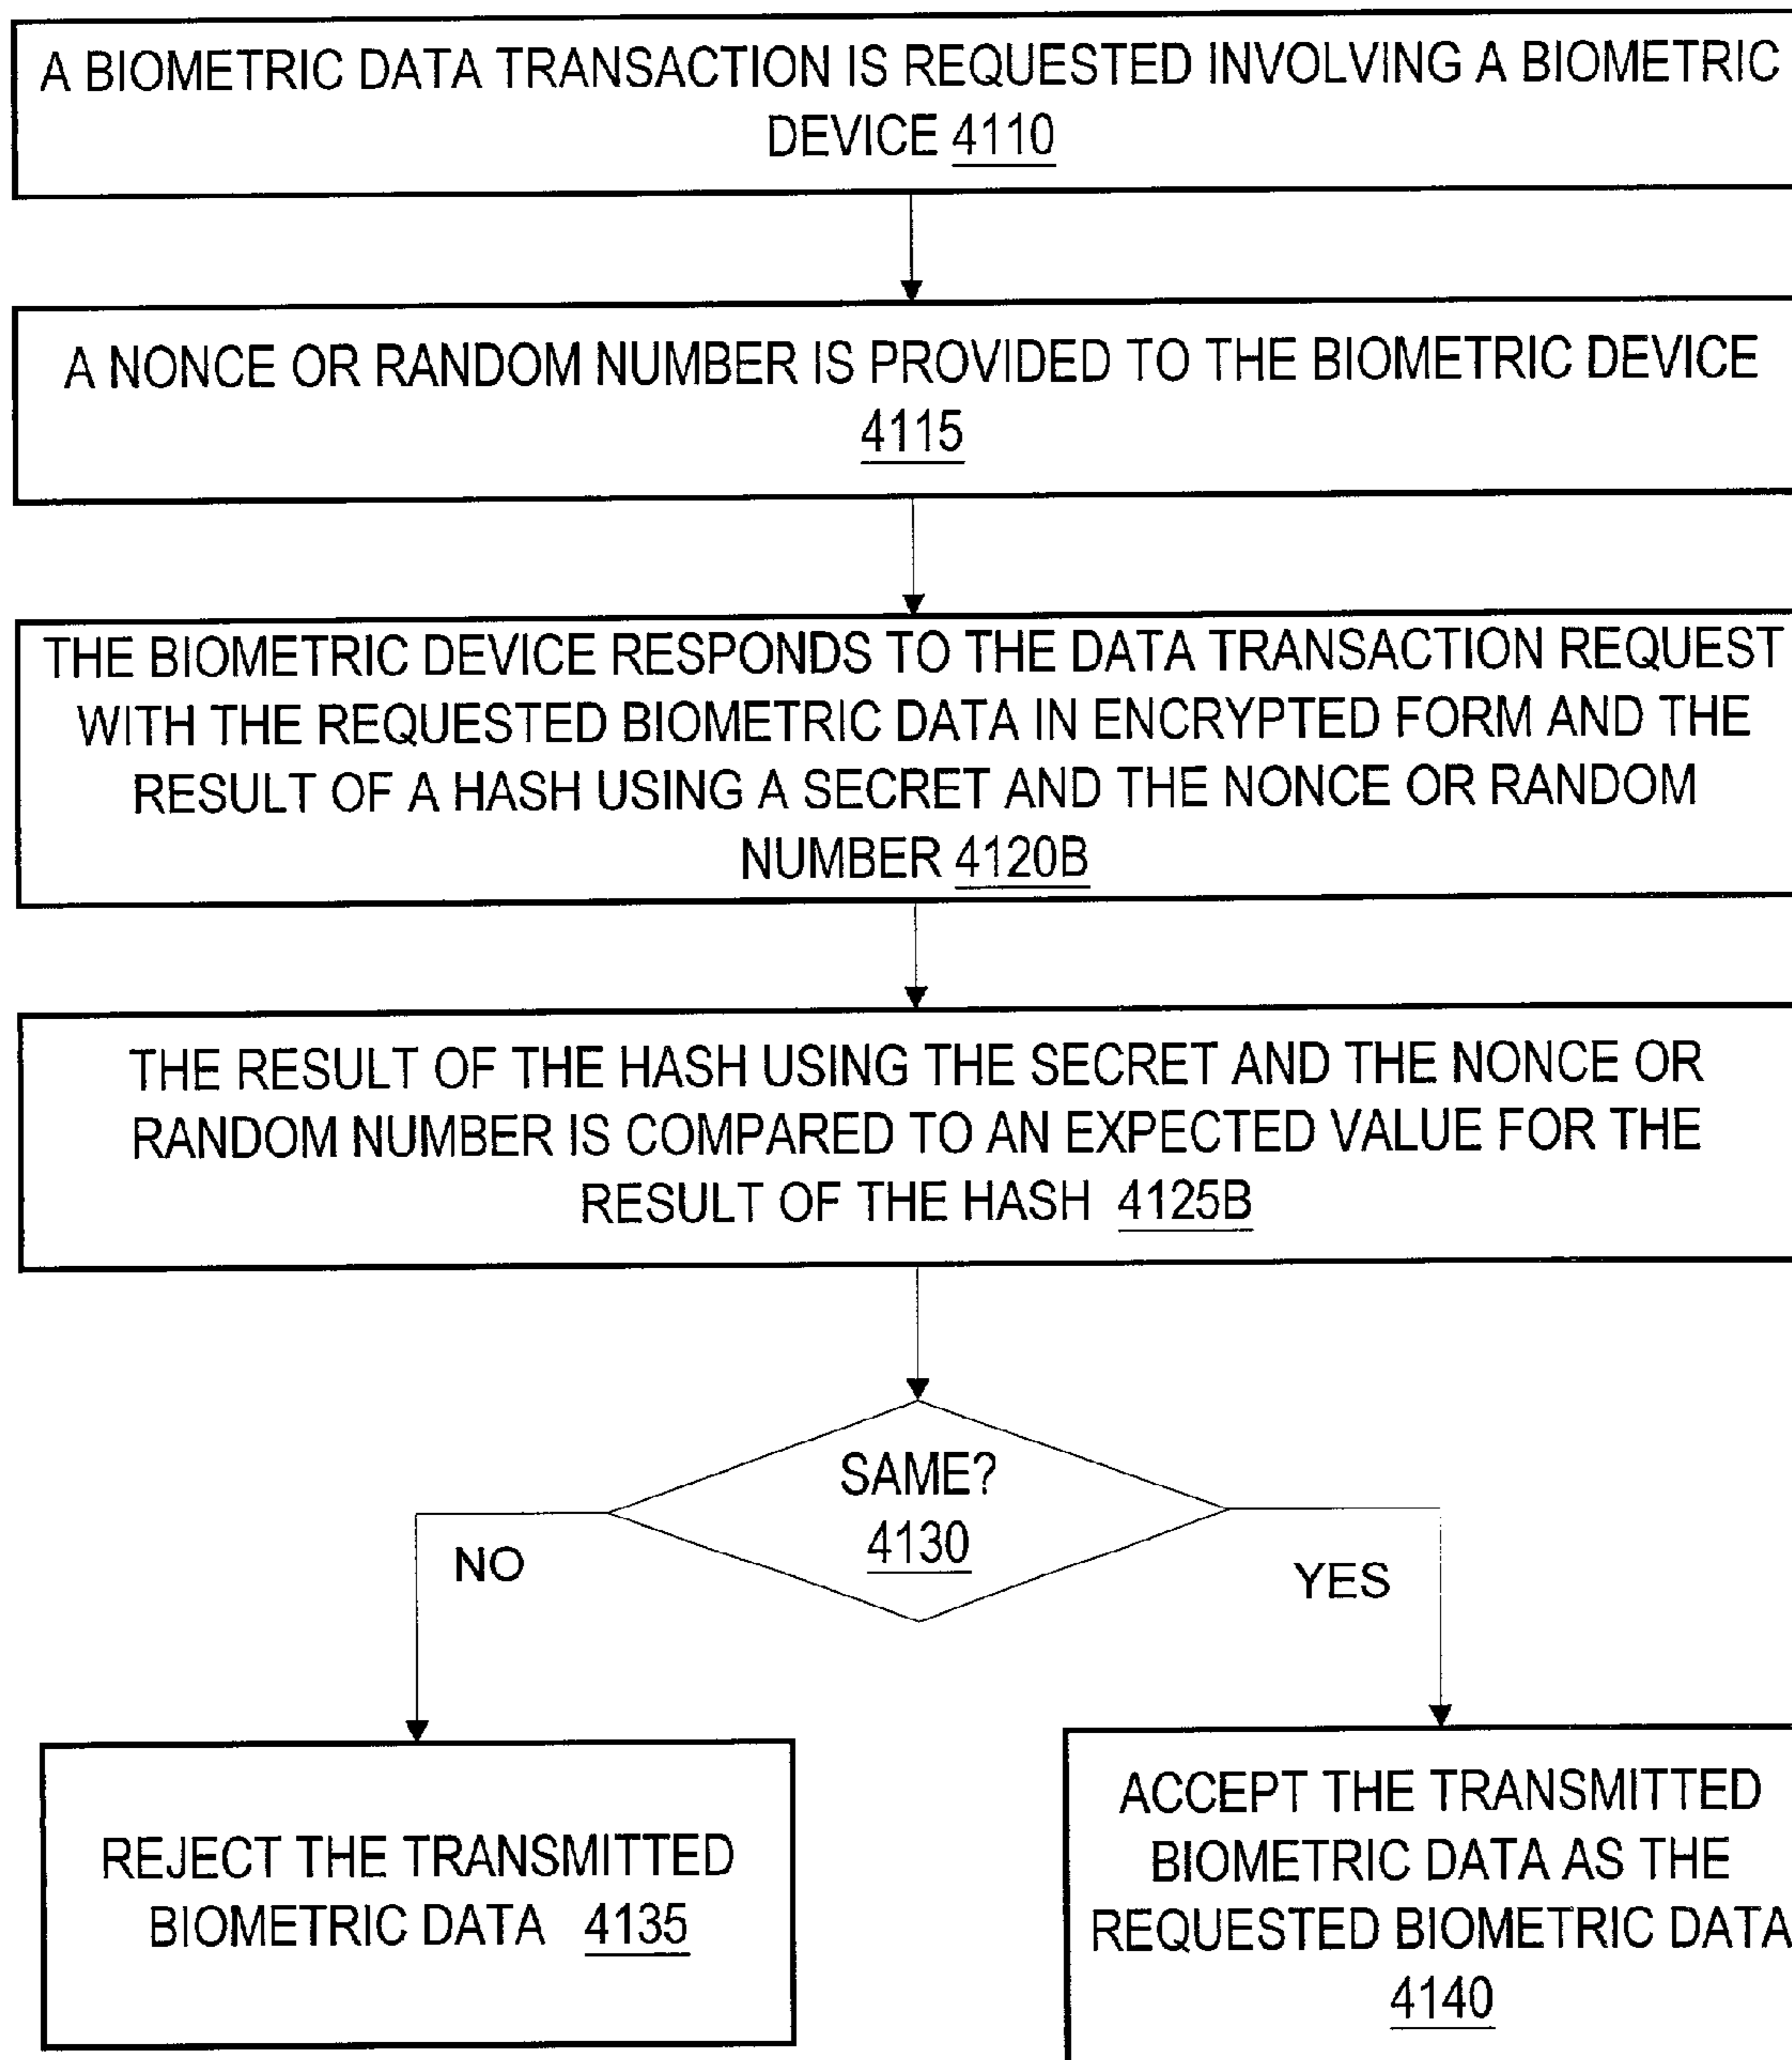 A BIOMETRIC DATA TRANSACTION IS REQUESTED INVOLVING A BIOMETRIC
DEVICE 4110
A NONCE OR RANDOM NUMBER IS PROVIDED TO THE BIOMETRIC DEVICE
4115
THE BIOMETRIC DEVICE RESPONDS TO THE DATA TRANSACTION REQUEST
WITH THE REQUESTED BIOMETRIC DATA IN ENCRYPTED FORM AND THE
RESULT OF A HASH USING A SECRET AND THE NONCE OR RANDOM
NUMBER 4120B
THE RESULT OF THE HASH USING THE SECRET AND THE NONCE OR
RANDOM NUMBER IS COMPARED TO AN EXPECTED VALUE FOR THE
RESULT OF THE HASH 4125B
SAME?
4130
NO
YES
REJECT THE TRANSMITTED
BIOMETRIC DATA 4135
ACCEPT THE TRANSMITTED
BIOMETRIC DATA AS THE
REQUESTED BIOMETRIC DATA
4140